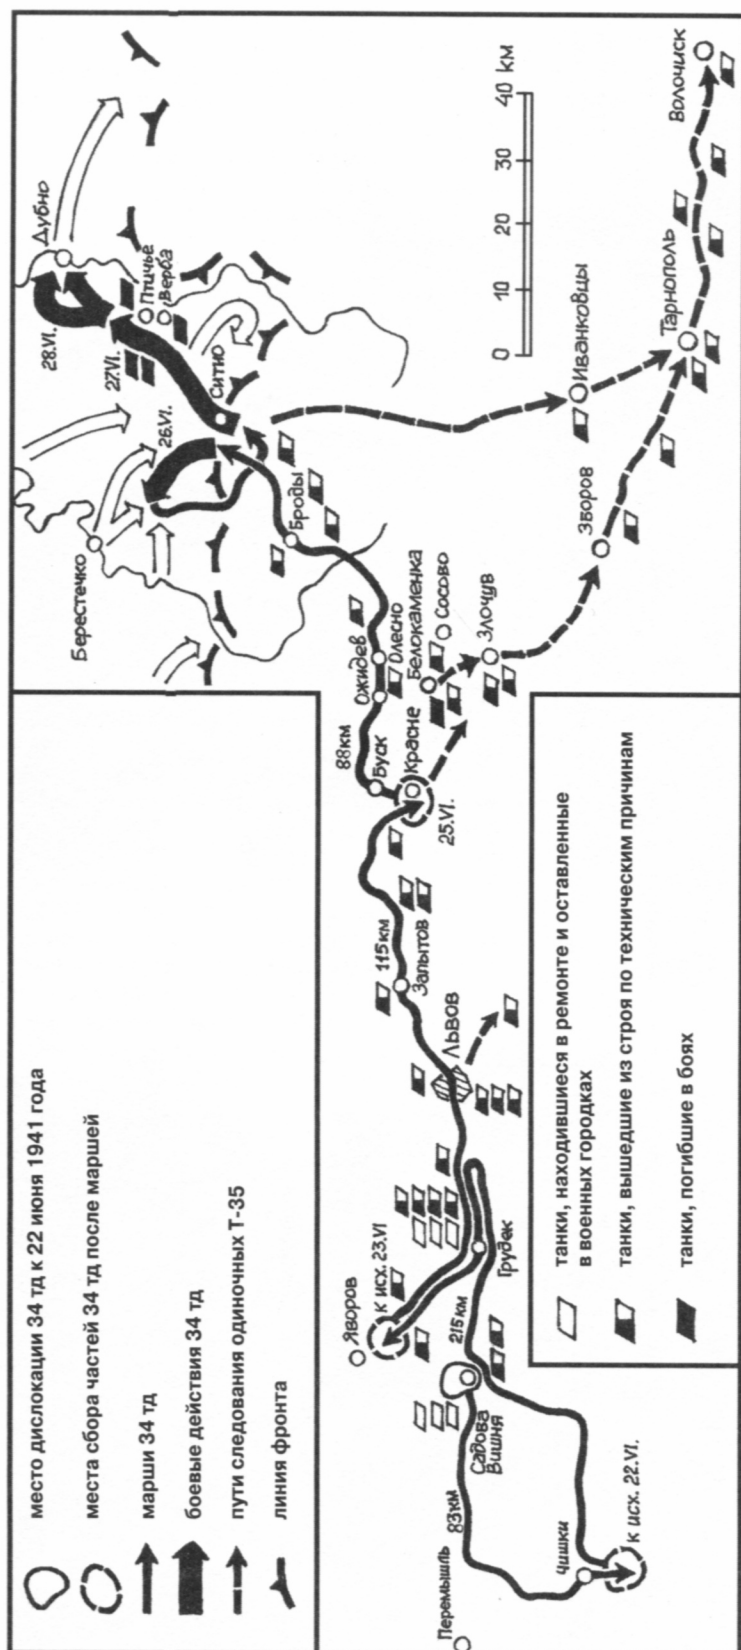 место дислокации 34 тд к 22 июня 1941 года
места сбора частей 34 тд после маршей
марши 34 тд
боевые действия 34 тд
пути следования одиночных Т-35
линия фронта
Перемышль
83км
Чишки
к исх. 22.VI.
Садова
Вишня
215км
Яворов
к исх. 23.VI
Грудек
Львов
Запытов
115км
Красне
25.VI.
Буск
88км
Ожидев
Олесно
Белокаменка
Сосово
Злочув
Зборов
Броды
Берестечко
26.VI.
Ситно
27.VI.
28.VI.
Верба
Птичье
Дубно
Иванковцы
Тарнополь
Волочиск
0 10 20 30 40 км
танки, находившиеся в ремонте и оставленные
в военных городках
танки, вышедшие из строя по техническим причинам
танки, погибшие в боях